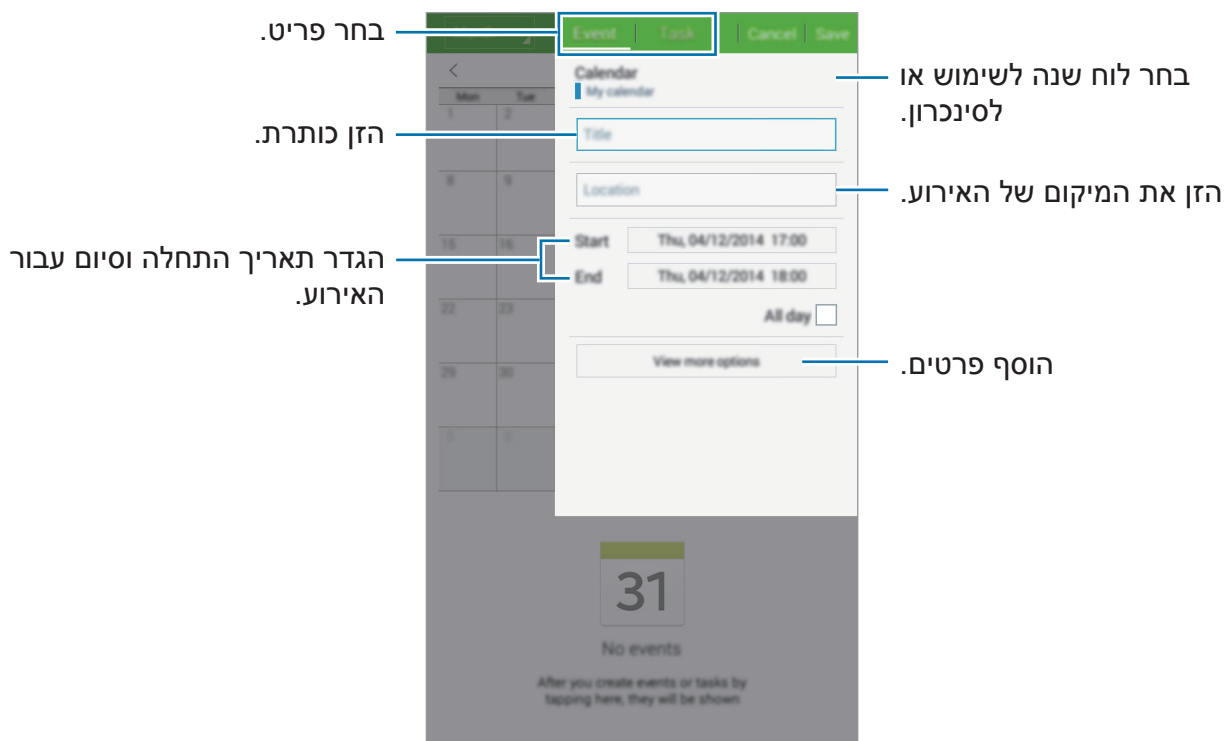 בחר פריט.
Event Task Cancel Save
Calendar
My calendar
בחר לוח שנה לשימוש או
לסינכרון.
Mon Tue
1 2
הזן כותרת.
Title
8 9
Location
הזן את המיקום של האירוע.
15 16
Start Thu, 04/12/2014 17:00
הגדר תאריך התחלה וסיום עבור
האירוע.
End Thu, 04/12/2014 18:00
22 23
All day
View more options
הוסף פרטים.
29 30
31
No events
After you create events or tasks by
tapping here, they will be shown